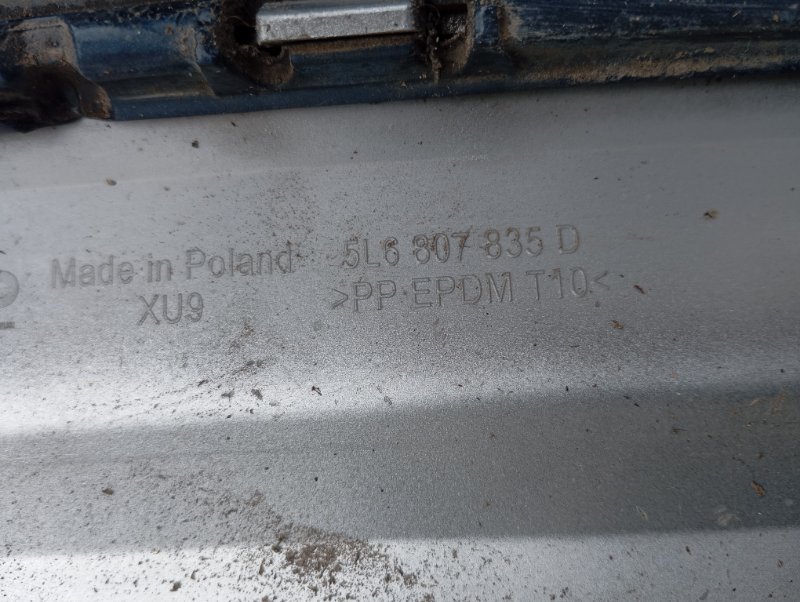 Made in Poland 5L6 807 835 D
XU9 >PP EPDM T10<